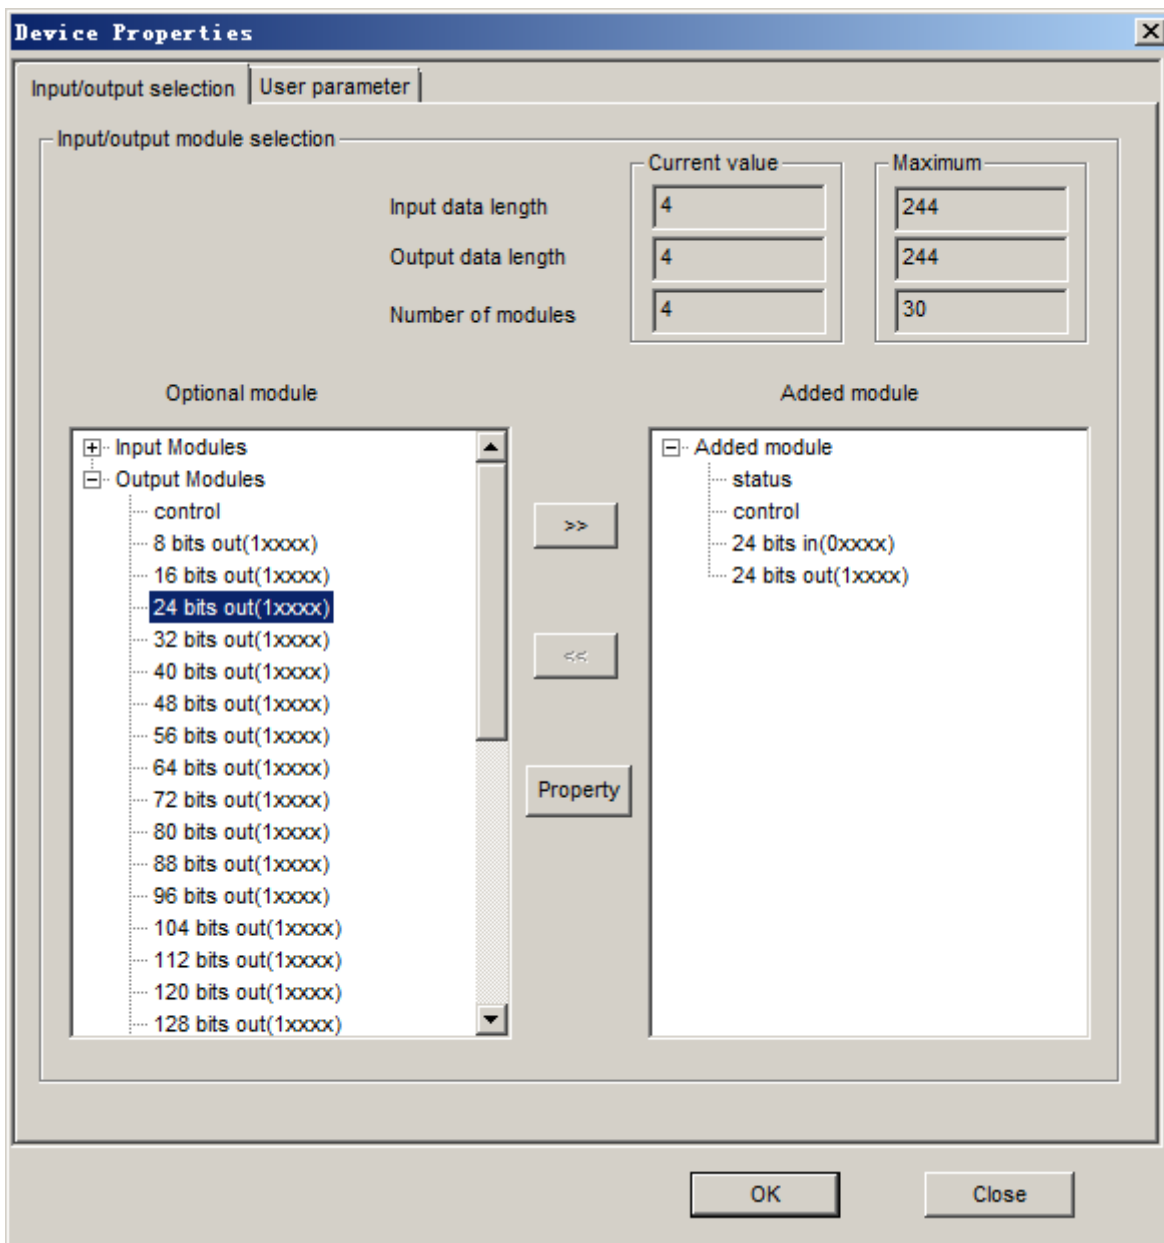 Device Properties
Input/output selection User parameter
Input/output module selection
Current value Maximum
Input data length 4 244
Output data length 4 244
Number of modules 4 30
Optional module Added module
Input Modules
Output Modules
control
8 bits out(1xxxx)
16 bits out(1xxxx)
24 bits out(1xxxx)
32 bits out(1xxxx)
40 bits out(1xxxx)
48 bits out(1xxxx)
56 bits out(1xxxx)
64 bits out(1xxxx)
72 bits out(1xxxx)
80 bits out(1xxxx)
88 bits out(1xxxx)
96 bits out(1xxxx)
104 bits out(1xxxx)
112 bits out(1xxxx)
120 bits out(1xxxx)
128 bits out(1xxxx)
>>
<<
Property
Added module
status
control
24 bits in(0xxxx)
24 bits out(1xxxx)
OK Close